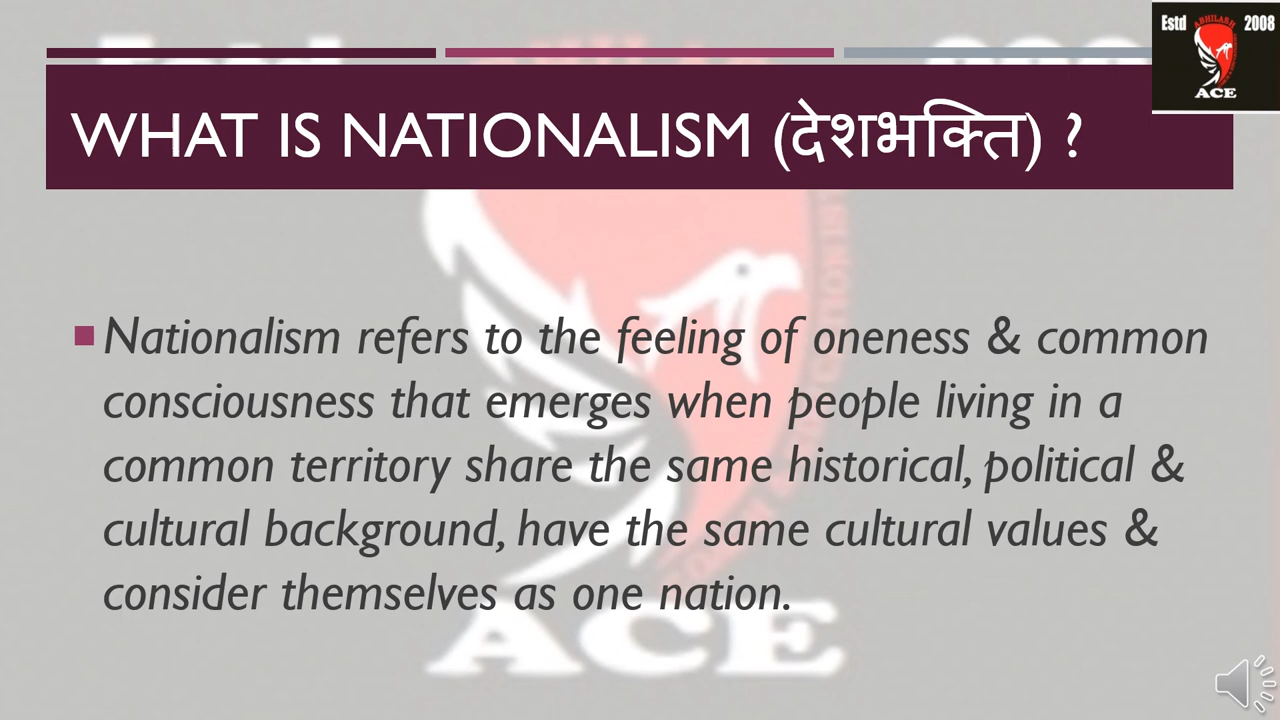 Estd ABHILASH 2008
ACE
WHAT IS NATIONALISM (देशभक्ति) ?
Nationalism refers to the feeling of oneness & common
consciousness that emerges when people living in a
common territory share the same historical, political &
cultural background, have the same cultural values &
consider themselves as one nation.
ACE